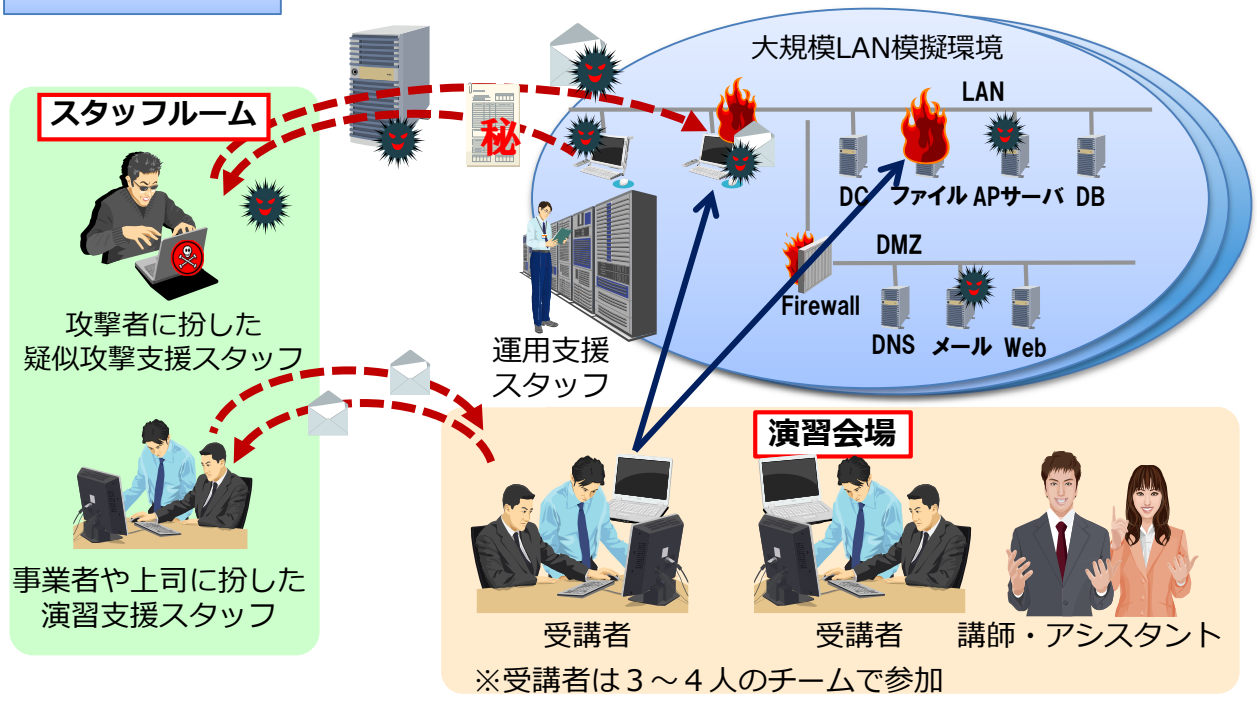 大規模LAN模擬環境
スタッフルーム
秘
LAN
DC
ファイル
APサーバ
DB
DMZ
Firewall
DNS
メール
Web
攻撃者に扮した
疑似攻撃支援スタッフ
運用支援
スタッフ
演習会場
事業者や上司に扮した
演習支援スタッフ
受講者
受講者
講師・アシスタント
※受講者は３～４人のチームで参加